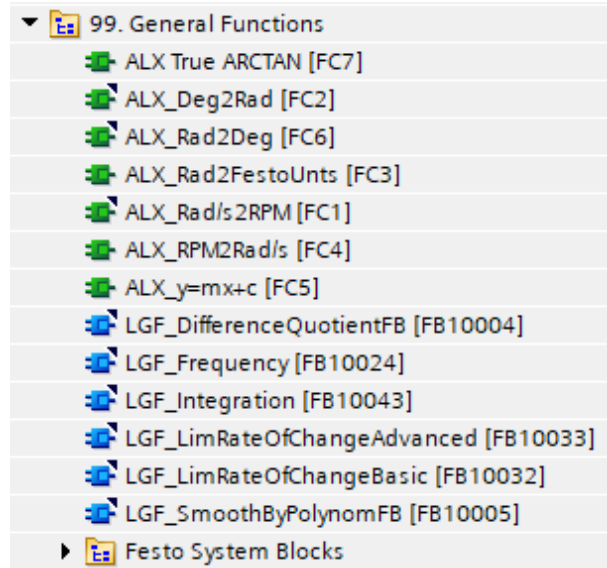 99. General Functions
ALX True ARCTAN [FC7]
ALX_Deg2Rad [FC2]
ALX_Rad2Deg [FC6]
ALX_Rad2FestoUnts [FC3]
ALX_Rad/s2RPM [FC1]
ALX_RPM2Rad/s [FC4]
ALX_y=mx+c [FC5]
LGF_DifferenceQuotientFB [FB10004]
LGF_Frequency [FB10024]
LGF_Integration [FB10043]
LGF_LimRateOfChangeAdvanced [FB10033]
LGF_LimRateOfChangeBasic [FB10032]
LGF_SmoothByPolynomFB [FB10005]
Festo System Blocks